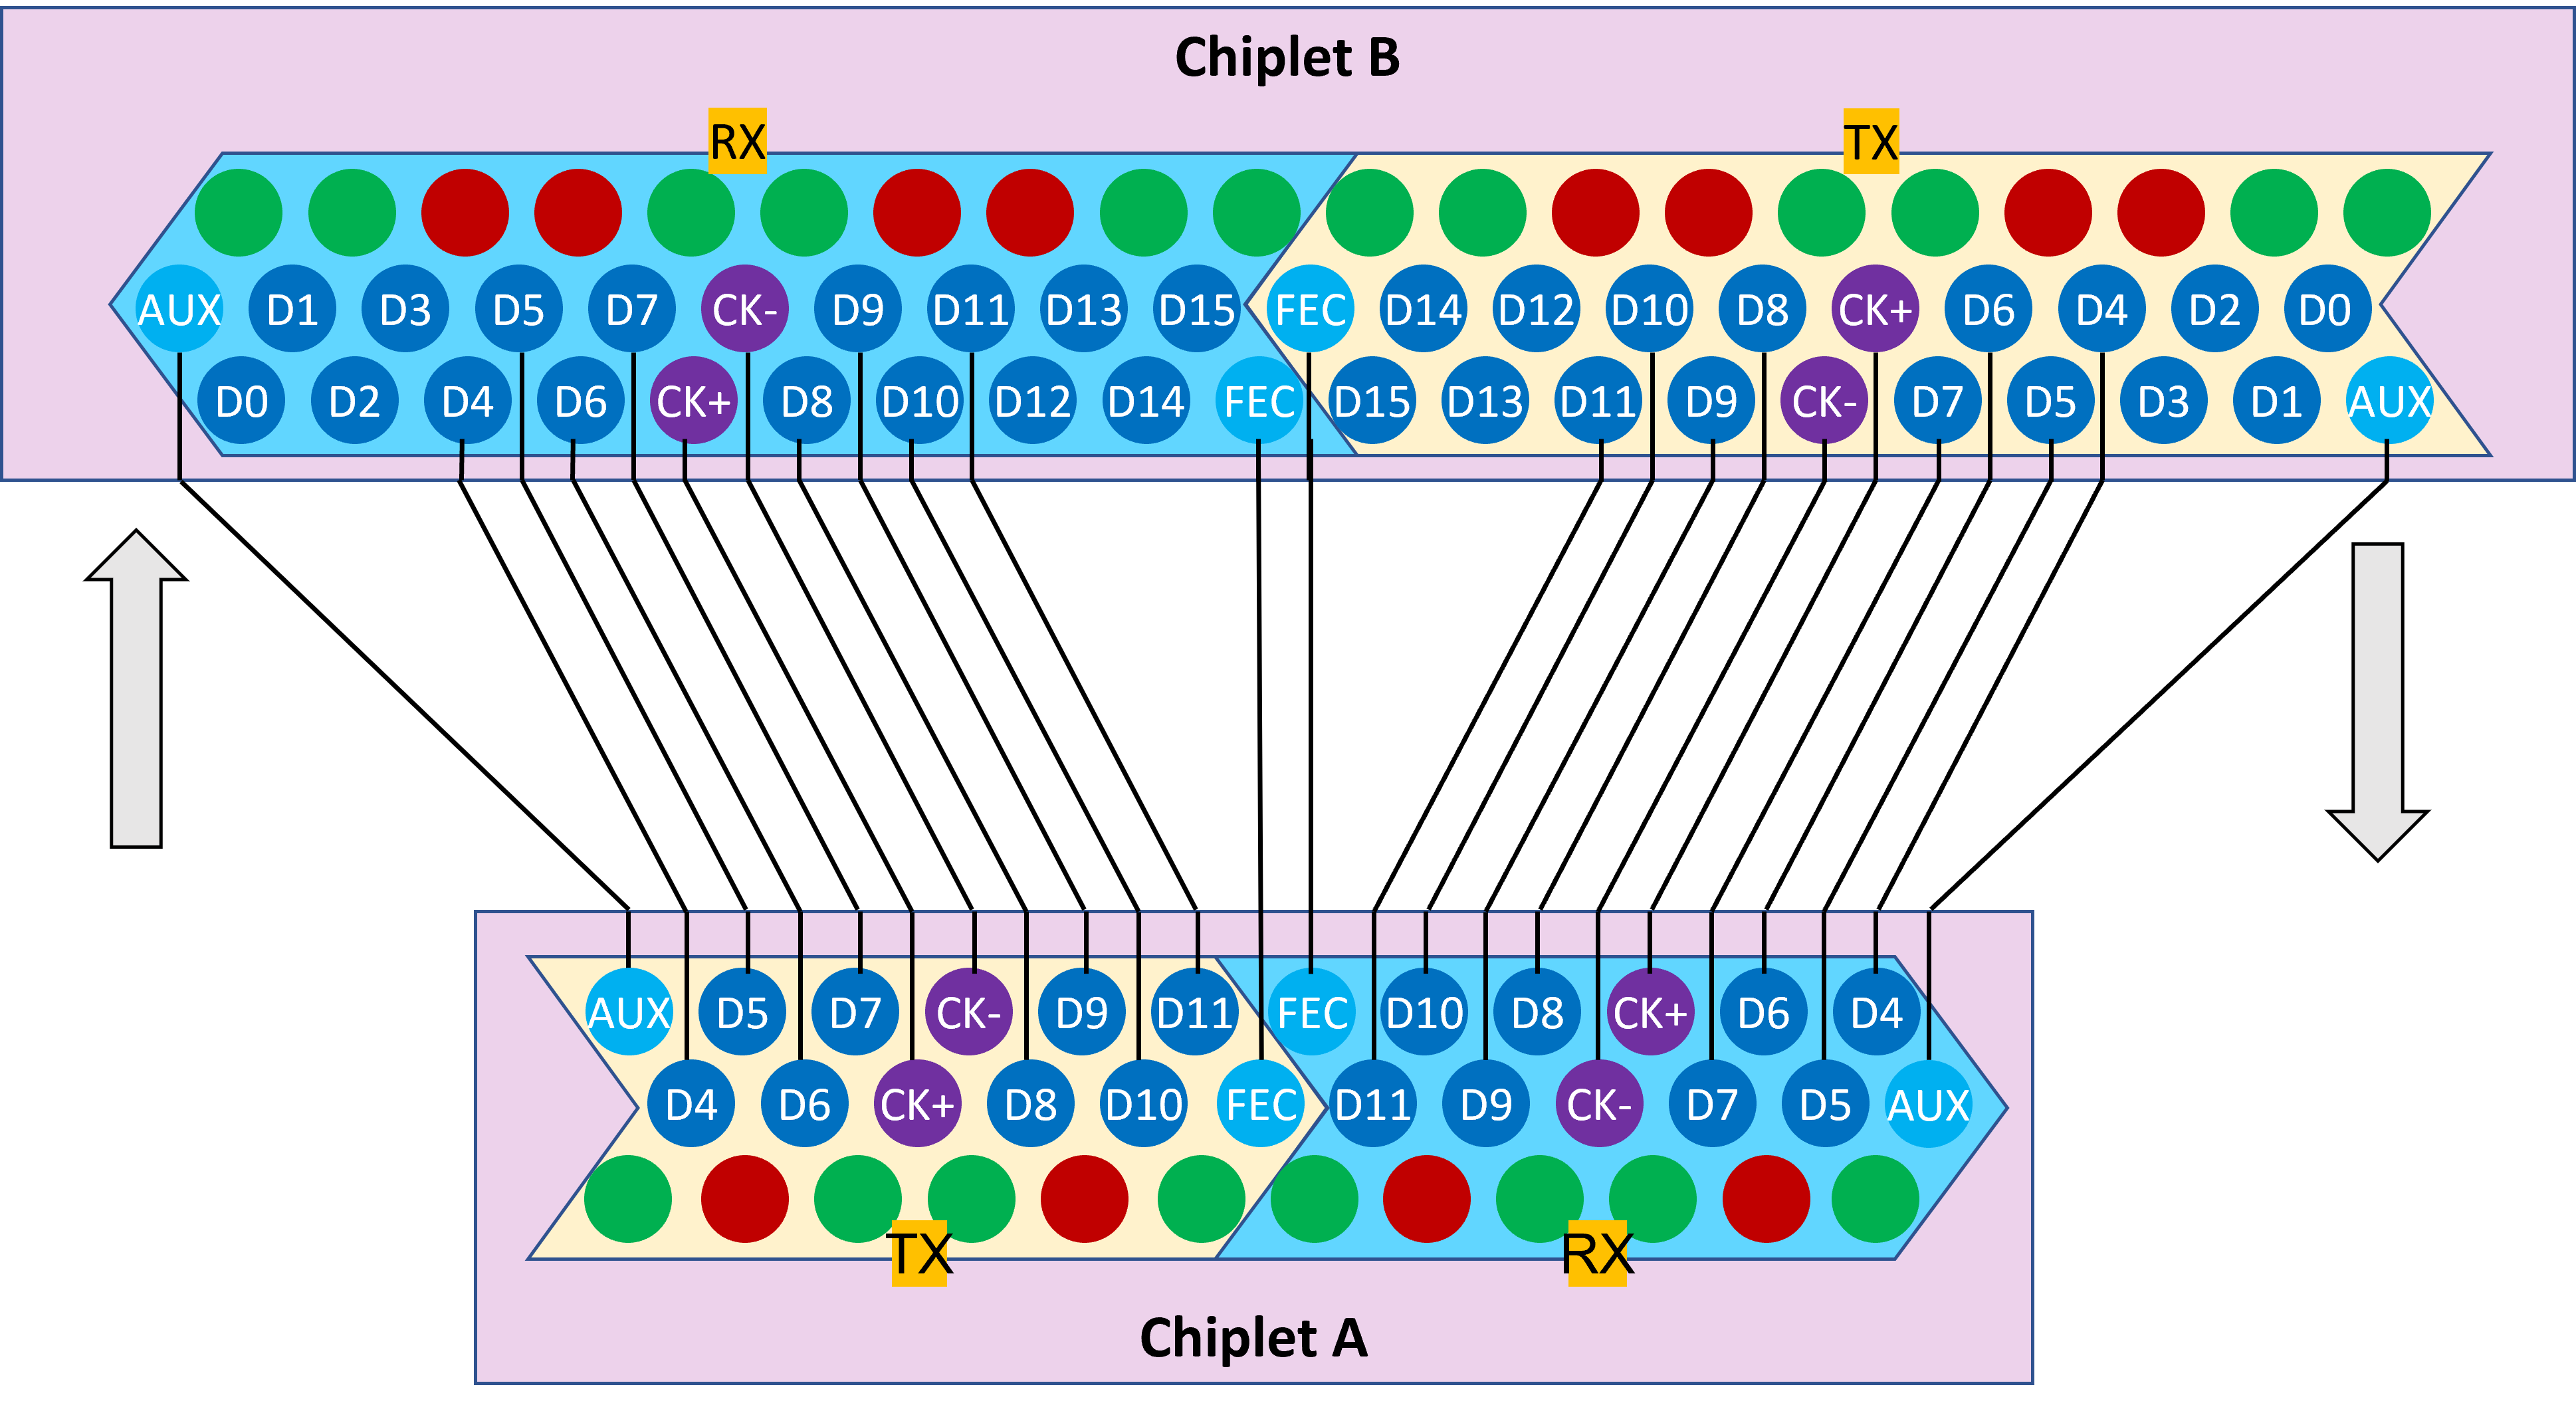 Chiplet B
RX TX
AUX D1 D3 D5 D7 CK- D9 D11 D13 D15 FEC D14 D12 D10 D8 CK+ D6 D4 D2 D0
D0 D2 D4 D6 CK+ D8 D10 D12 D14 FEC D15 D13 D11 D9 CK- D7 D5 D3 D1 AUX
AUX D5 D7 CK- D9 D11 FEC D10 D8 CK+ D6 D4
D4 D6 CK+ D8 D10 FEC D11 D9 CK- D7 D5 AUX
TX RX
Chiplet A